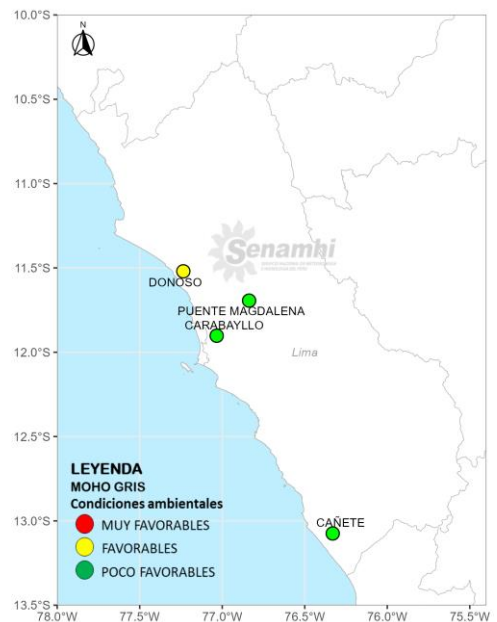 10.0°S
N
10.5°S
11.0°S
11.5°S
Senamhi
DONOSO
PUENTE MAGDALENA
CARABAYLLO
12.0°S
Lima
12.5°S
LEYENDA
MOHO GRIS
Condiciones ambientales
MUY FAVORABLES
FAVORABLES
POCO FAVORABLES
CAÑETE
13.0°S
13.5°S
78.0°W 77.5°W 77.0°W 76.5°W 76.0°W 75.5°W